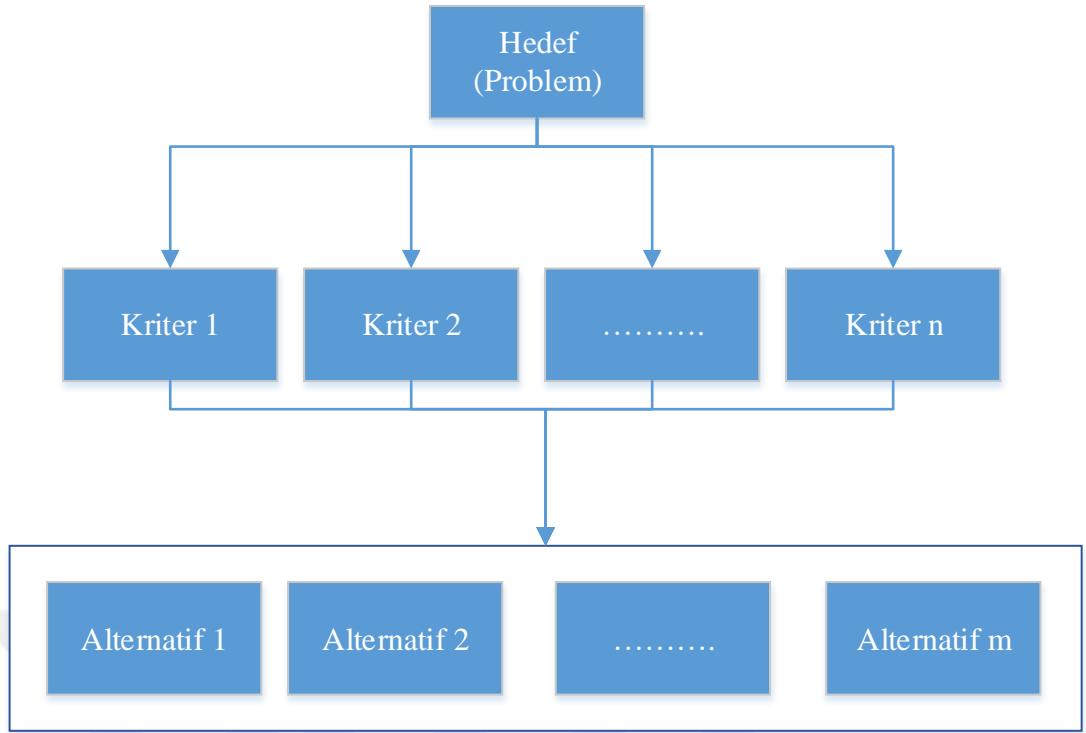 Hedef
(Problem)
Kriter 1
Kriter 2
……….
Kriter n
Alternatif 1
Alternatif 2
……….
Alternatif m